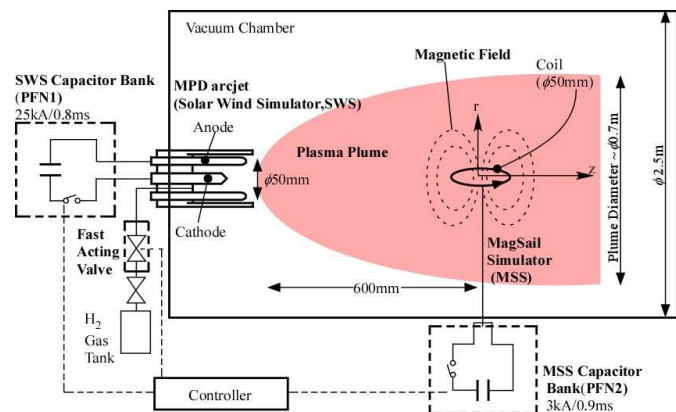 Vacuum Chamber
SWS Capacitor Bank
(PFN1)
25kA/0.8ms
MPD arcjet
(Solar Wind Simulator,SWS)
Anode
Cathode
ϕ50mm
Plasma Plume
Magnetic Field
Coil
(ϕ50mm)
r
z
Plume Diameter ~ ϕ0.7m
ϕ 2.5m
MagSail
Simulator
(MSS)
600mm
Fast
Acting
Valve
H2
Gas
Tank
Controller
MSS Capacitor
Bank(PFN2)
3kA/0.9ms